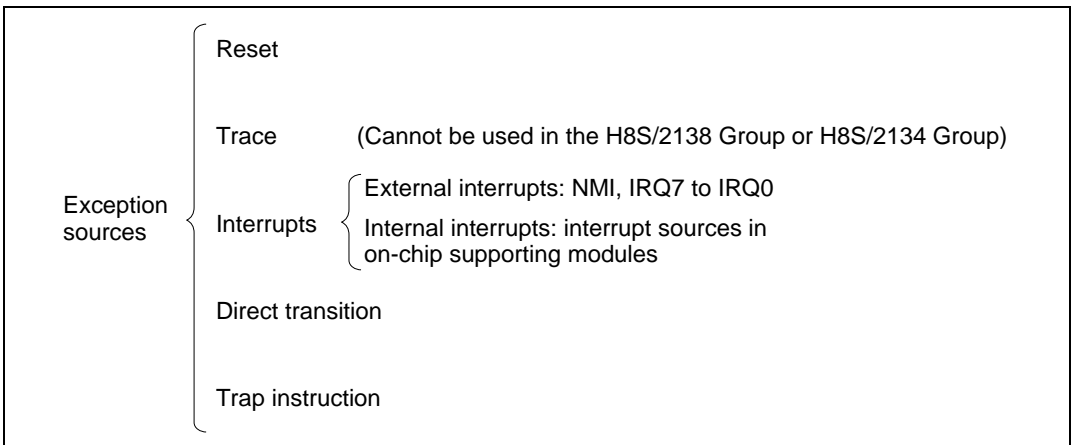 Reset
Trace (Cannot be used in the H8S/2138 Group or H8S/2134 Group)
Exception
sources
Interrupts
External interrupts: NMI, IRQ7 to IRQ0
Internal interrupts: interrupt sources in
on-chip supporting modules
Direct transition
Trap instruction